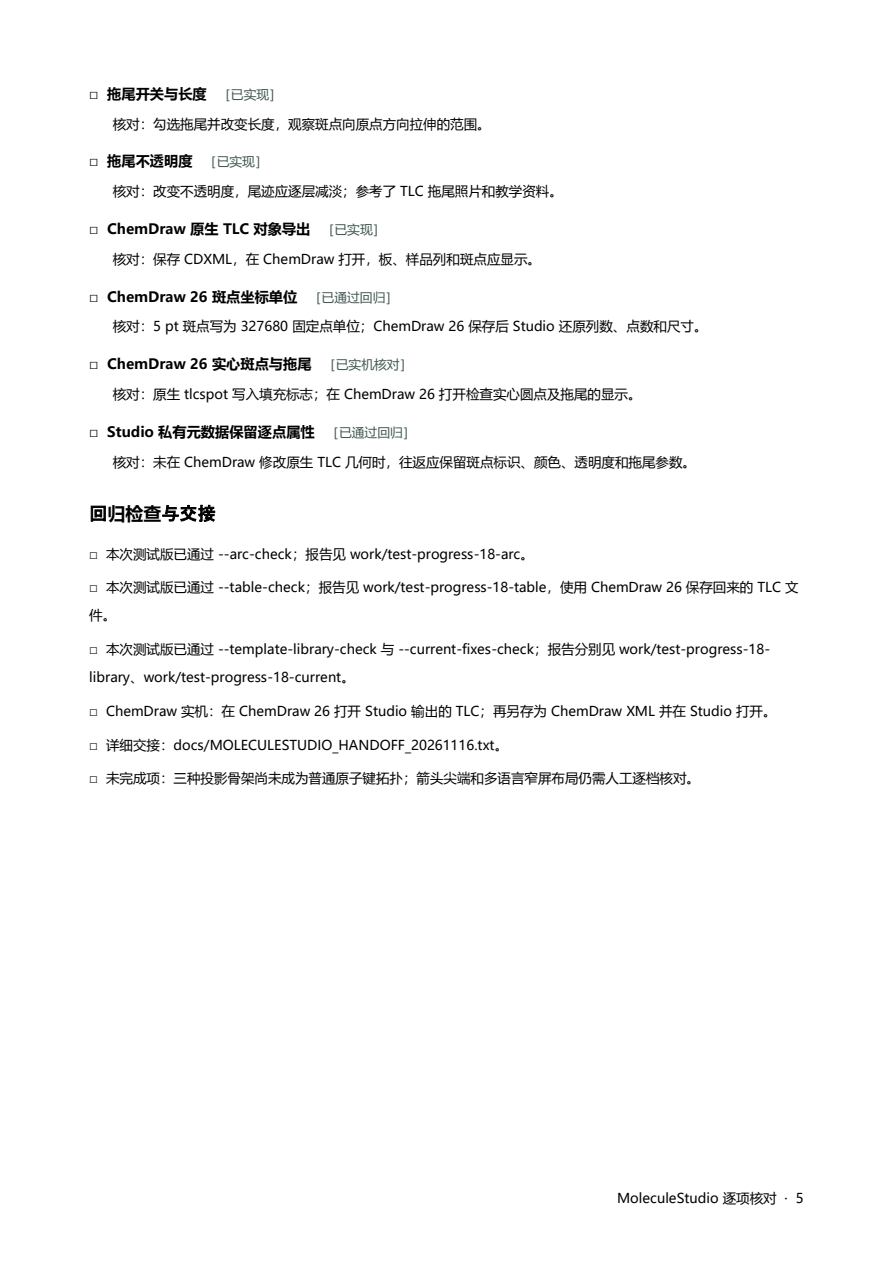 □ 拖尾开关与长度 [已实现]
核对：勾选拖尾并改变长度，观察斑点向原点方向拉伸的范围。
□ 拖尾不透明度 [已实现]
核对：改变不透明度，尾迹应逐层减淡；参考了 TLC 拖尾照片和教学资料。
□ ChemDraw 原生 TLC 对象导出 [已实现]
核对：保存 CDXML，在 ChemDraw 打开，板、样品列和斑点应显示。
□ ChemDraw 26 斑点坐标单位 [已通过回归]
核对：5 pt 斑点写为 327680 固定点单位；ChemDraw 26 保存后 Studio 还原列数、点数和尺寸。
□ ChemDraw 26 实心斑点与拖尾 [已实机核对]
核对：原生 tlcspot 写入填充标志；在 ChemDraw 26 打开检查实心圆点及拖尾的显示。
□ Studio 私有元数据保留逐点属性 [已通过回归]
核对：未在 ChemDraw 修改原生 TLC 几何时，往返应保留斑点标识、颜色、透明度和拖尾参数。
回归检查与交接
□ 本次测试版已通过 --arc-check；报告见 work/test-progress-18-arc。
□ 本次测试版已通过 --table-check；报告见 work/test-progress-18-table，使用 ChemDraw 26 保存回来的 TLC 文
件。
□ 本次测试版已通过 --template-library-check 与 --current-fixes-check；报告分别见 work/test-progress-18-
library、work/test-progress-18-current。
□ ChemDraw 实机：在 ChemDraw 26 打开 Studio 输出的 TLC；再另存为 ChemDraw XML 并在 Studio 打开。
□ 详细交接：docs/MOLECULESTUDIO_HANDOFF_20261116.txt。
□ 未完成项：三种投影骨架尚未成为普通原子键拓扑；箭头尖端和多语言窄屏布局仍需人工逐档核对。
MoleculeStudio 逐项核对 · 5